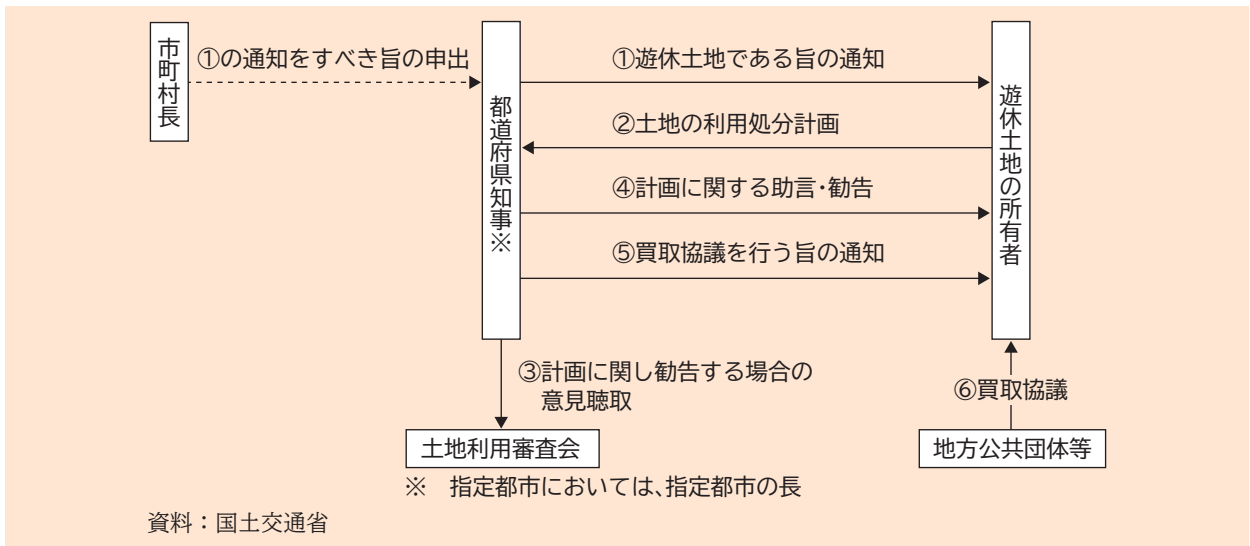 市町村長
①の通知をすべき旨の申出
都道府県知事※
①遊休土地である旨の通知
②土地の利用処分計画
④計画に関する助言・勧告
⑤買取協議を行う旨の通知
遊休土地の所有者
③計画に関し勧告する場合の
意見聴取
⑥買取協議
土地利用審査会
地方公共団体等
※　指定都市においては、指定都市の長
資料：国土交通省